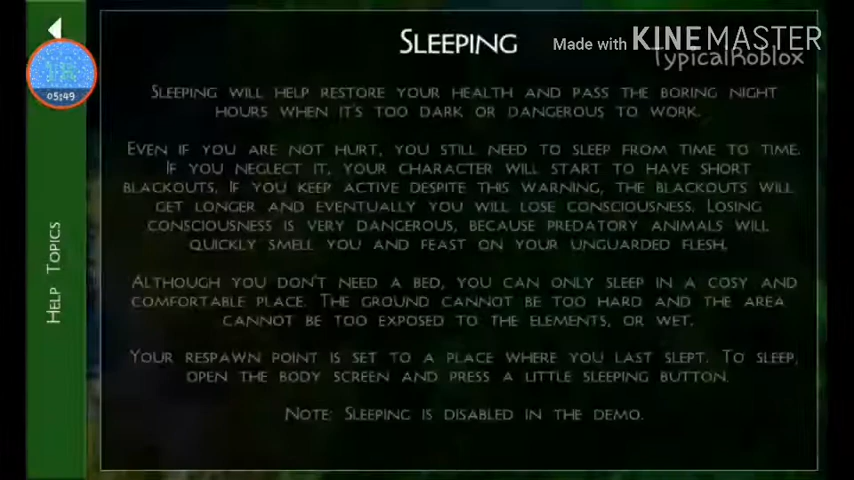 SLEEPING
Made with KINEMASTER
TypicalRoblox
05:49
HELP TOPICS
SLEEPING WILL HELP RESTORE YOUR HEALTH AND PASS THE BORING NIGHT
HOURS WHEN IT'S TOO DARK OR DANGEROUS TO WORK.
EVEN IF YOU ARE NOT HURT, YOU STILL NEED TO SLEEP FROM TIME TO TIME.
IF YOU NEGLECT IT, YOUR CHARACTER WILL START TO HAVE SHORT
BLACKOUTS. IF YOU KEEP ACTIVE DESPITE THIS WARNING, THE BLACKOUTS WILL
GET LONGER AND EVENTUALLY YOU WILL LOSE CONSCIOUSNESS. LOSING
CONSCIOUSNESS IS VERY DANGEROUS, BECAUSE PREDATORY ANIMALS WILL
QUICKLY SMELL YOU AND FEAST ON YOUR UNGUARDED FLESH.
ALTHOUGH YOU DON'T NEED A BED, YOU CAN ONLY SLEEP IN A COSY AND
COMFORTABLE PLACE. THE GROUND CANNOT BE TOO HARD AND THE AREA
CANNOT BE TOO EXPOSED TO THE ELEMENTS, OR WET.
YOUR RESPAWN POINT IS SET TO A PLACE WHERE YOU LAST SLEPT. TO SLEEP,
OPEN THE BODY SCREEN AND PRESS A LITTLE SLEEPING BUTTON.
NOTE: SLEEPING IS DISABLED IN THE DEMO.